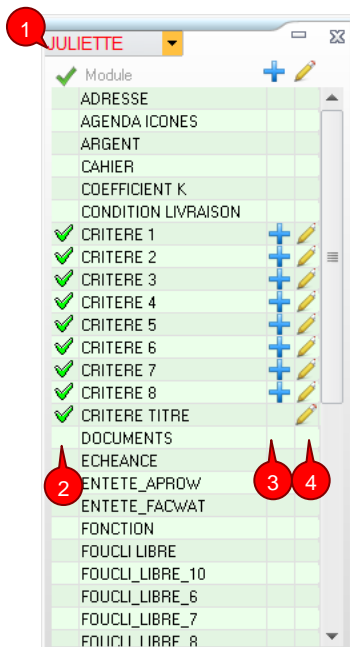 1
JULIETTE
Module
ADRESSE
AGENDA ICONES
ARGENT
CAHIER
COEFFICIENT K
CONDITION LIVRAISON
CRITERE 1
CRITERE 2
CRITERE 3
CRITERE 4
CRITERE 5
CRITERE 6
CRITERE 7
CRITERE 8
CRITERE TITRE
DOCUMENTS
ECHEANCE
2 ENTETE_APROW 3 4
ENTETE_FACWAT
FONCTION
FOUCLI LIBRE
FOUCLI_LIBRE_10
FOUCLI_LIBRE_6
FOUCLI_LIBRE_7
FOUCLI_LIBRE_8